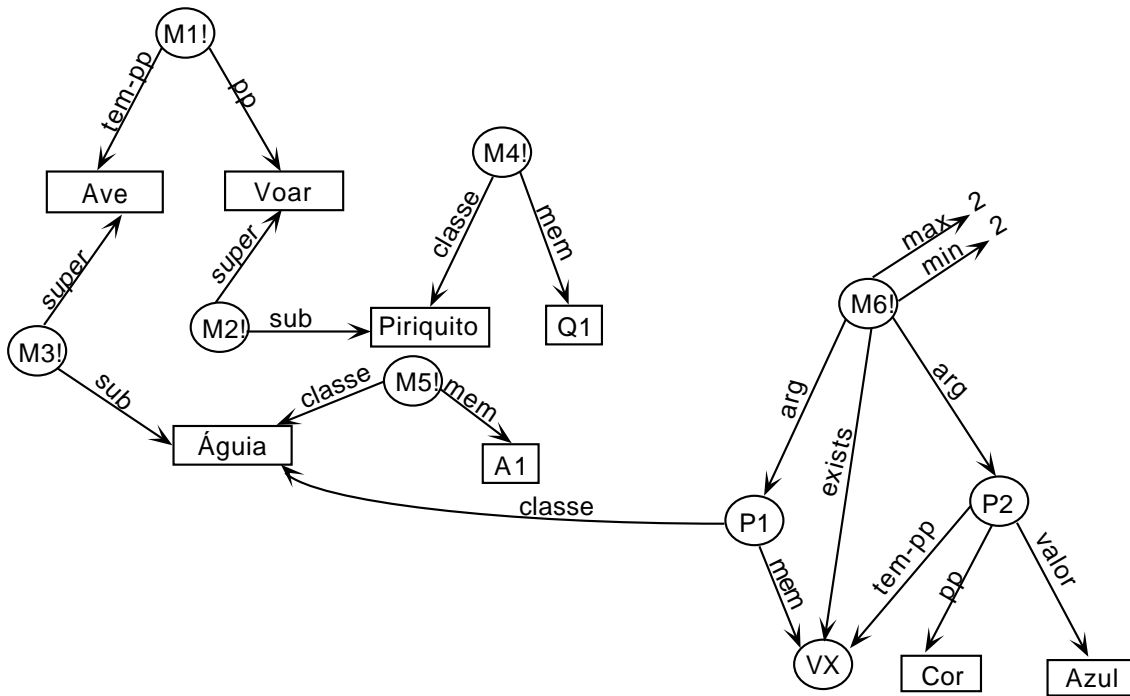 M1!
tem-pp
pp
Ave
Voar
M4!
classe
mem
max 2
min 2
super
super
M6!
M3!
M2!
sub
Piriquito
Q1
sub
classe
M5!
mem
arg
arg
Águia
A1
exists
classe
P1
P2
mem
tem-pp
pp
valor
VX
Cor
Azul